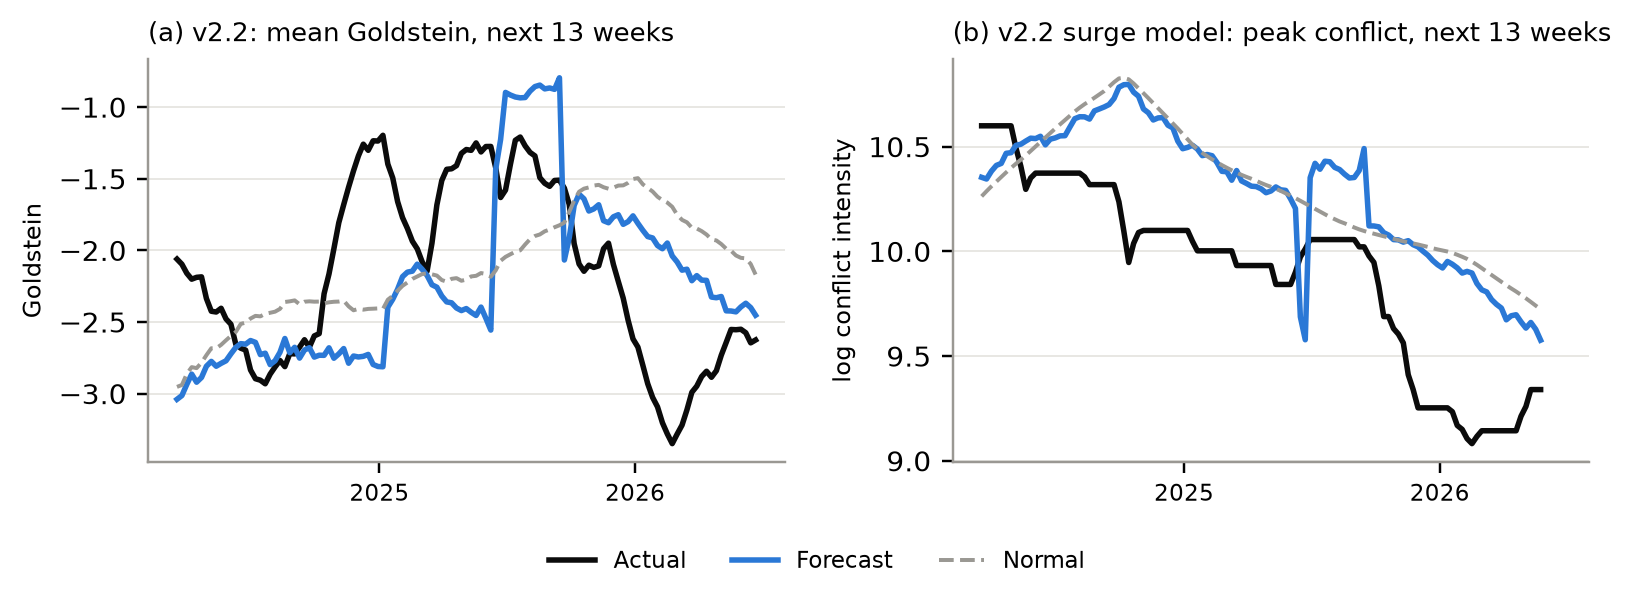 (a) v2.2: mean Goldstein, next 13 weeks
Goldstein
−1.0
−1.5
−2.0
−2.5
−3.0
2025
2026
(b) v2.2 surge model: peak conflict, next 13 weeks
log conflict intensity
10.5
10.0
9.5
9.0
2025
2026
Actual
Forecast
Normal